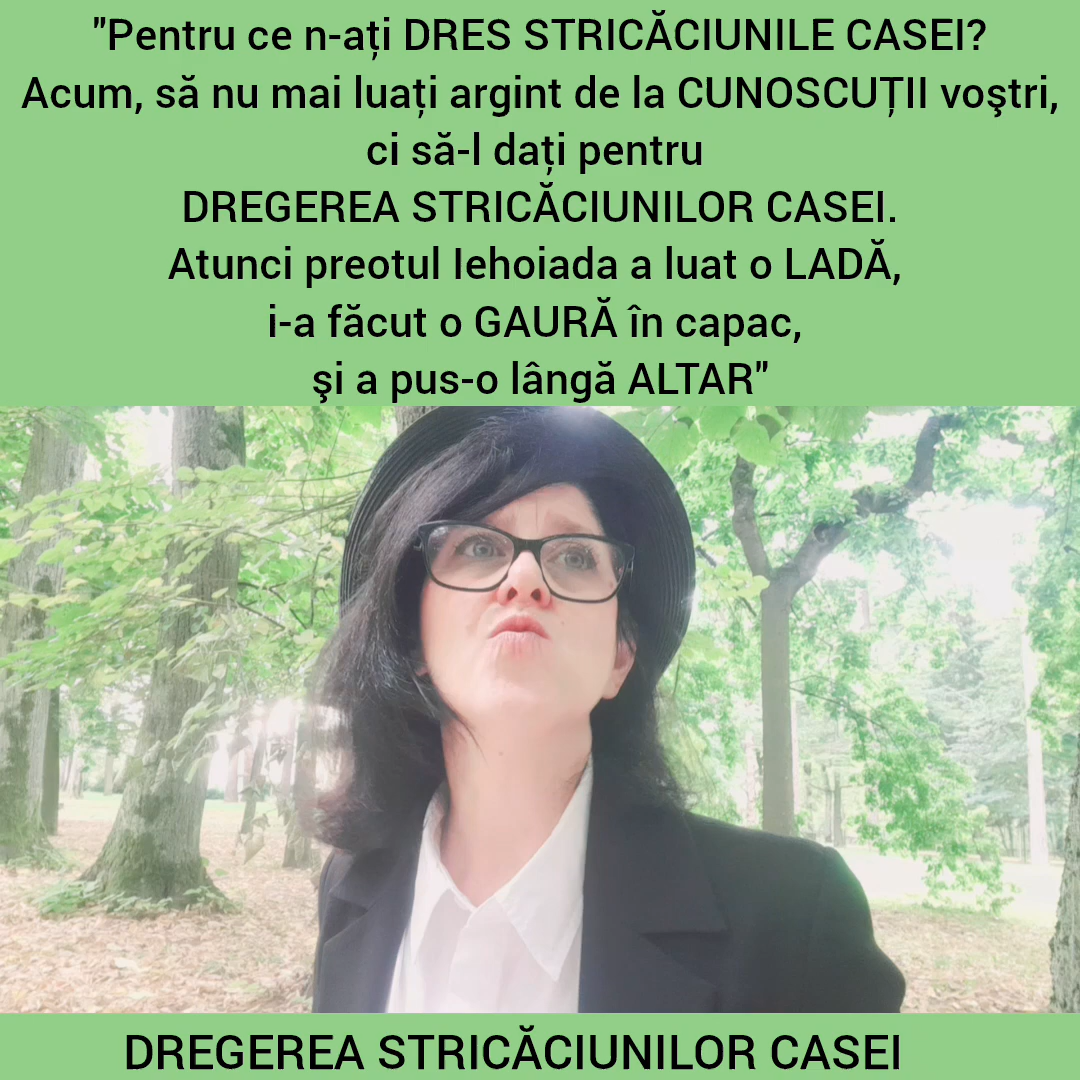 "Pentru ce n-ați DRES STRICĂCIUNILE CASEI?
Acum, să nu mai luați argint de la CUNOSCUȚII voştri,
ci să-l dați pentru
DREGEREA STRICĂCIUNILOR CASEI.
Atunci preotul Iehoiada a luat o LADĂ,
i-a făcut o GAURĂ în capac,
şi a pus-o lângă ALTAR"
DREGEREA STRICĂCIUNILOR CASEI